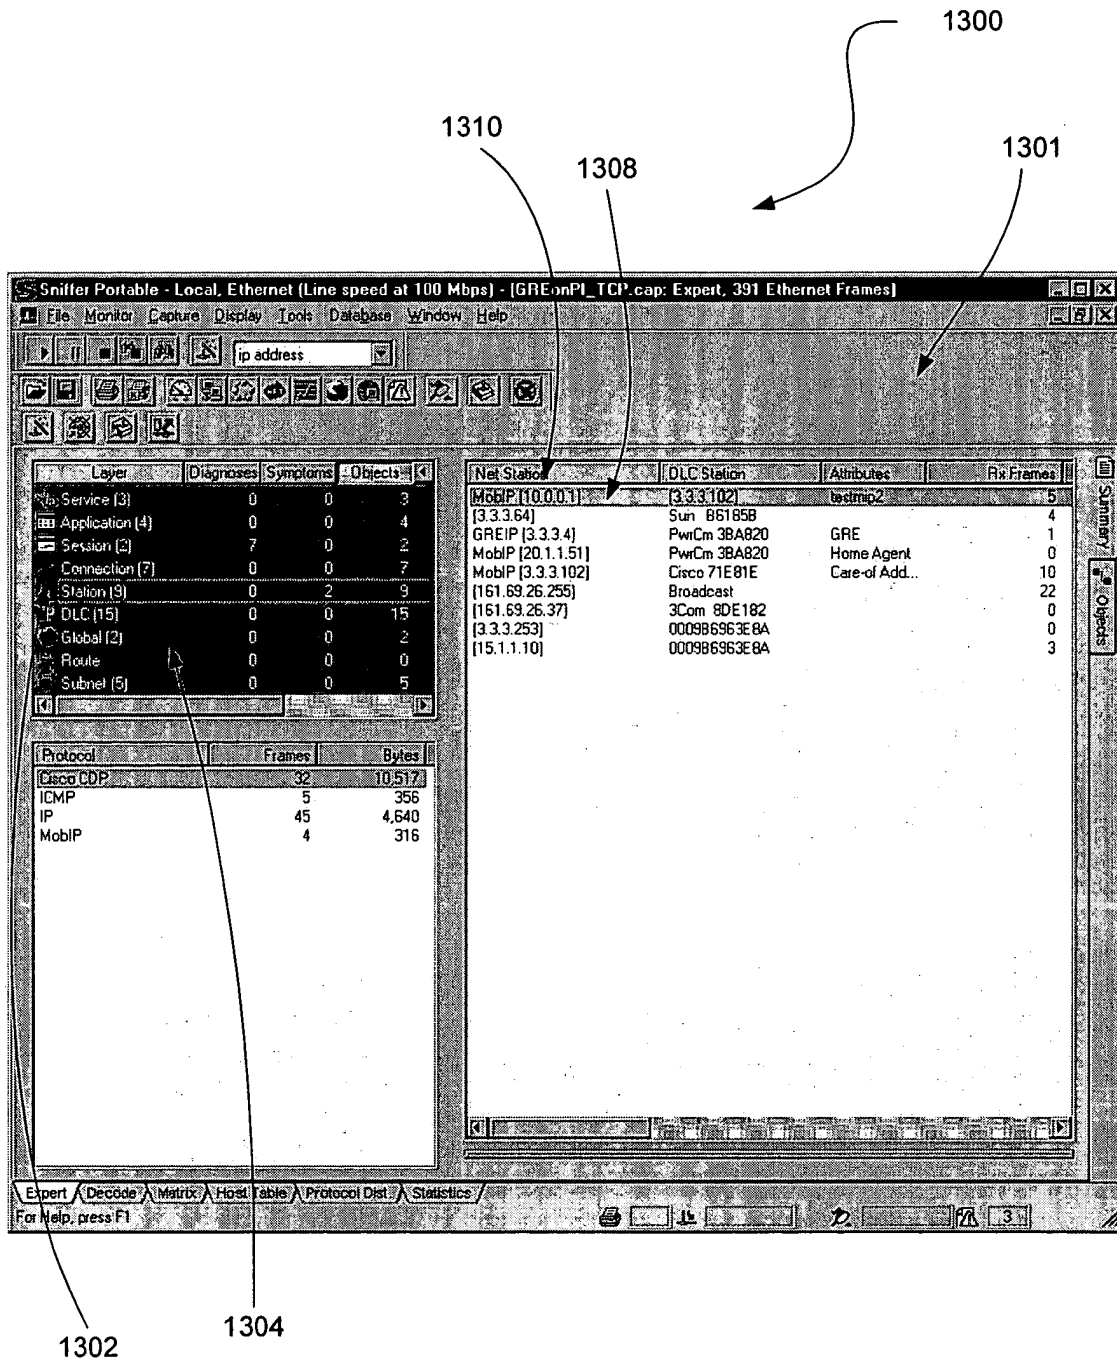 1300
1310
1308
1301
Sniffer Portable - Local, Ethernet (Line speed at 100 Mbps) - [GREonPI_TCP.cap: Expert, 391 Ethernet Frames]
File Monitor Capture Display Tools Database Window Help
ip address
Layer Diagnoses Symptoms Objects
Service (3) 0 0 3
Application (4) 0 0 4
Session (2) 7 0 2
Connection (7) 0 0 7
Station (9) 0 2 9
DLC (15) 0 0 15
Global (2) 0 0 2
Route 0 0 0
Subnet (5) 0 0 5
Protocol Frames Bytes
Cisco CDP 32 10,517
ICMP 5 356
IP 45 4,640
MobIP 4 316
Net Station DLC Station Attributes Rx Frames
MobIP [10.0.0.1] [3.3.3.102] testmip2 5
[3.3.3.64] Sun B6185B 4
GREIP [3.3.3.4] PwrCm 3BA820 GRE 1
MobIP [20.1.1.51] PwrCm 3BA820 Home Agent 0
MobIP [3.3.3.102] Cisco 71E81E Care-of Add... 10
[161.69.26.255] Broadcast 22
[161.69.26.37] 3Com 8DE182 0
[3.3.3.253] 0009B6963E8A 0
[15.1.1.10] 0009B6963E8A 3
Summary
Objects
Expert Decode Matrix Host Table Protocol Dist. Statistics
For Help, press F1
3
1302
1304